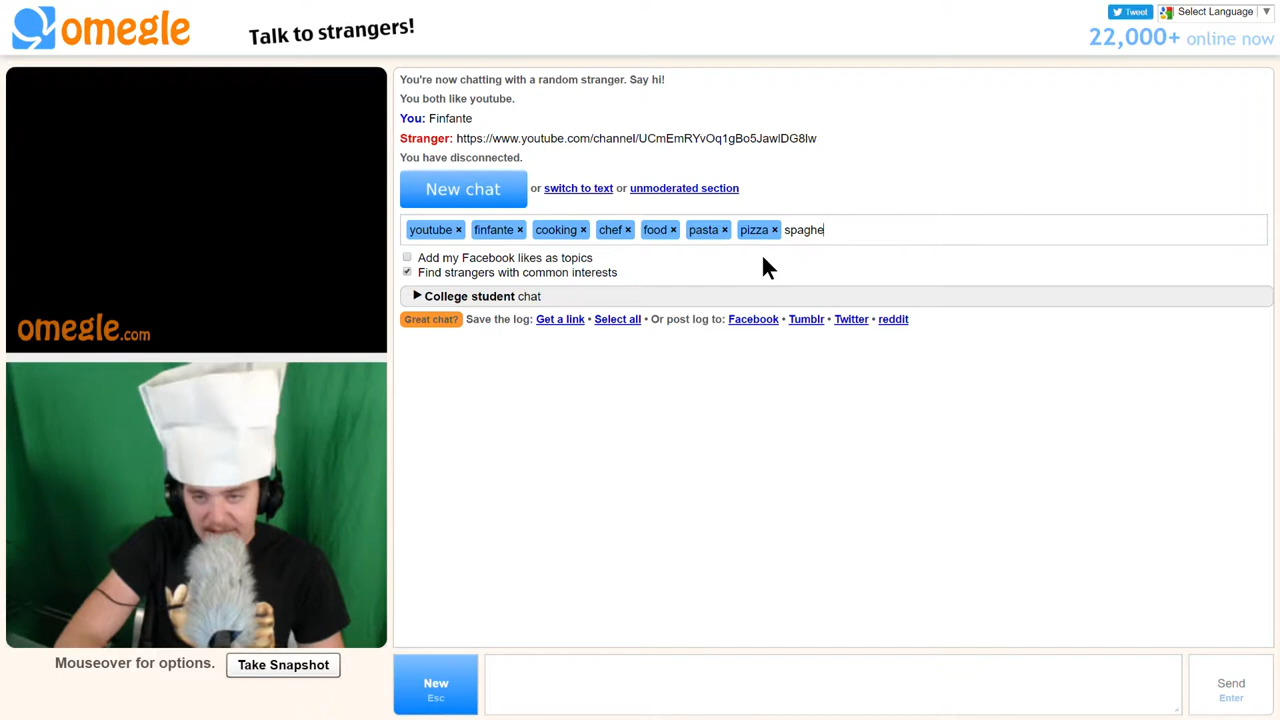 omegle
Talk to strangers!
Tweet
Select Language ▼
22,000+ online now
You're now chatting with a random stranger. Say hi!
You both like youtube.
You: Finfante
Stranger: https://www.youtube.com/channel/UCmEmRYvOq1gBo5JawlDG8lw
You have disconnected.
New chat or switch to text or unmoderated section
youtube × finfante × cooking × chef × food × pasta × pizza × spaghe
Add my Facebook likes as topics
Find strangers with common interests
College student chat
Great chat? Save the log: Get a link • Select all • Or post log to: Facebook • Tumblr • Twitter • reddit
omegle.com
Mouseover for options.
Take Snapshot
New
Esc
Send
Enter